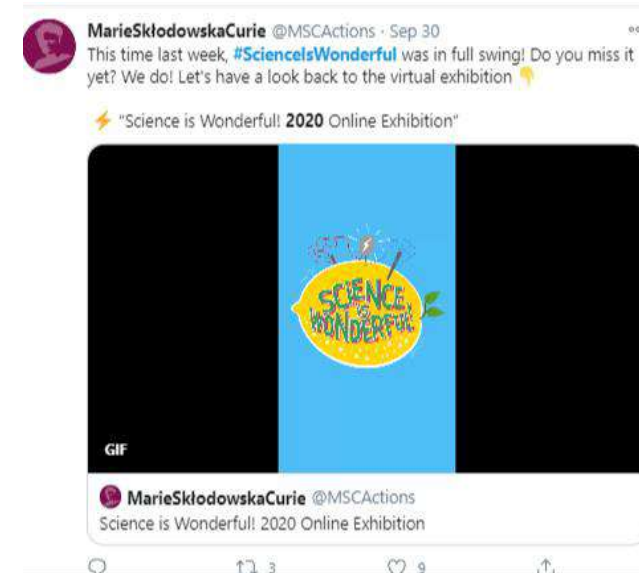 MarieSkłodowskaCurie @MSCActions · Sep 30
This time last week, #ScienceIsWonderful was in full swing! Do you miss it
yet? We do! Let's have a look back to the virtual exhibition 👇
⚡ "Science is Wonderful! 2020 Online Exhibition"
SCIENCE
IS
WONDERFUL!
GIF
MarieSkłodowskaCurie @MSCActions
Science is Wonderful! 2020 Online Exhibition
3 9